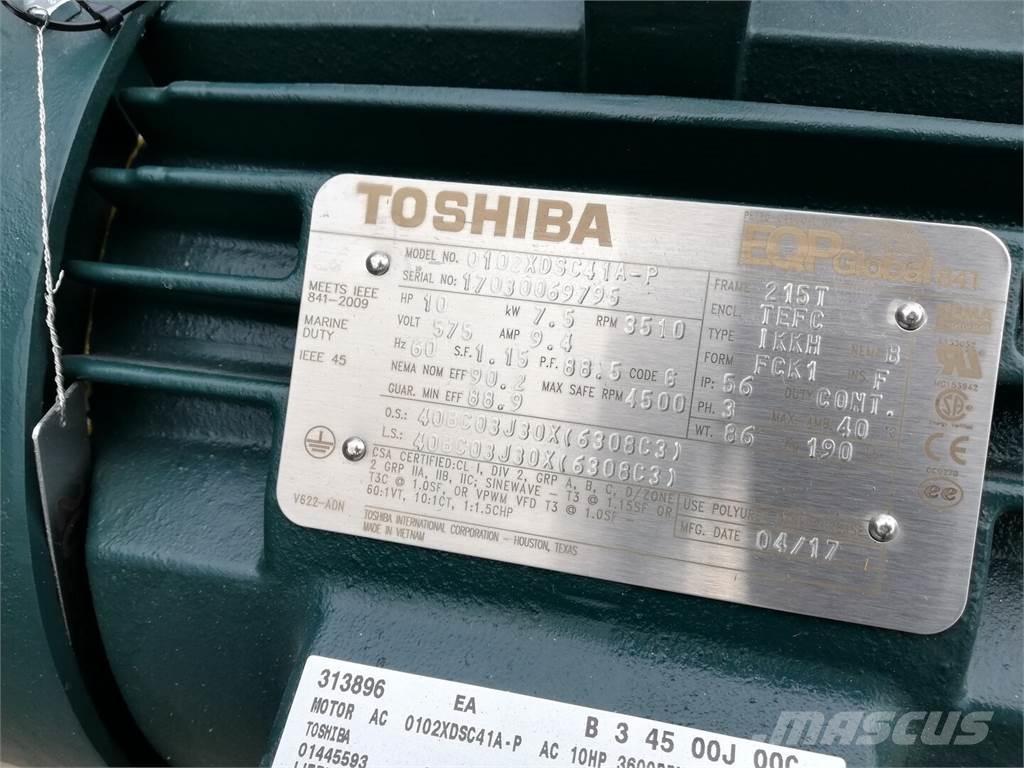 TOSHIBA
EQP Global 841
MODEL NO. 0102XDSC41A-P
SERIAL NO: 17030069795
MEETS IEEE
841-2009
MARINE
DUTY
IEEE 45
HP 10 kW 7.5 RPM 3510
VOLT 575 AMP 9.4
Hz 60 S.F. 1.15 P.F. 88.5 CODE G
NEMA NOM EFF 90.2
GUAR. MIN EFF 88.9 MAX SAFE RPM 4500
O.S.: 40BC03J30X(6308C3)
L.S.: 40BC03J30X(6308C3)
FRAME 215T
ENCL. TEFC
TYPE IKKH NEMA B
FORM FCK1 INS. F
IP: 56 DUTY CONT.
PH. 3 MAX. AMB. 40
WT. 86 190
CSA CERTIFIED:CL I, DIV 2, GRP A, B, C, D/ZONE
2 GRP IIA, IIB, IIC; SINEWAVE - T3 @ 1.15SF OR
T3C @ 1.0SF, OR VPWM VFD T3 @ 1.0SF
60:1VT, 10:1CT, 1:1.5CHP
USE POLYUR
MFG. DATE 04/17
V622-ADN
TOSHIBA INTERNATIONAL CORPORATION - HOUSTON, TEXAS
MADE IN VIETNAM
313896 EA B 3 45 00J 00C
MOTOR AC 0102XDSC41A-P AC 10HP
TOSHIBA
01445593
MASCUS